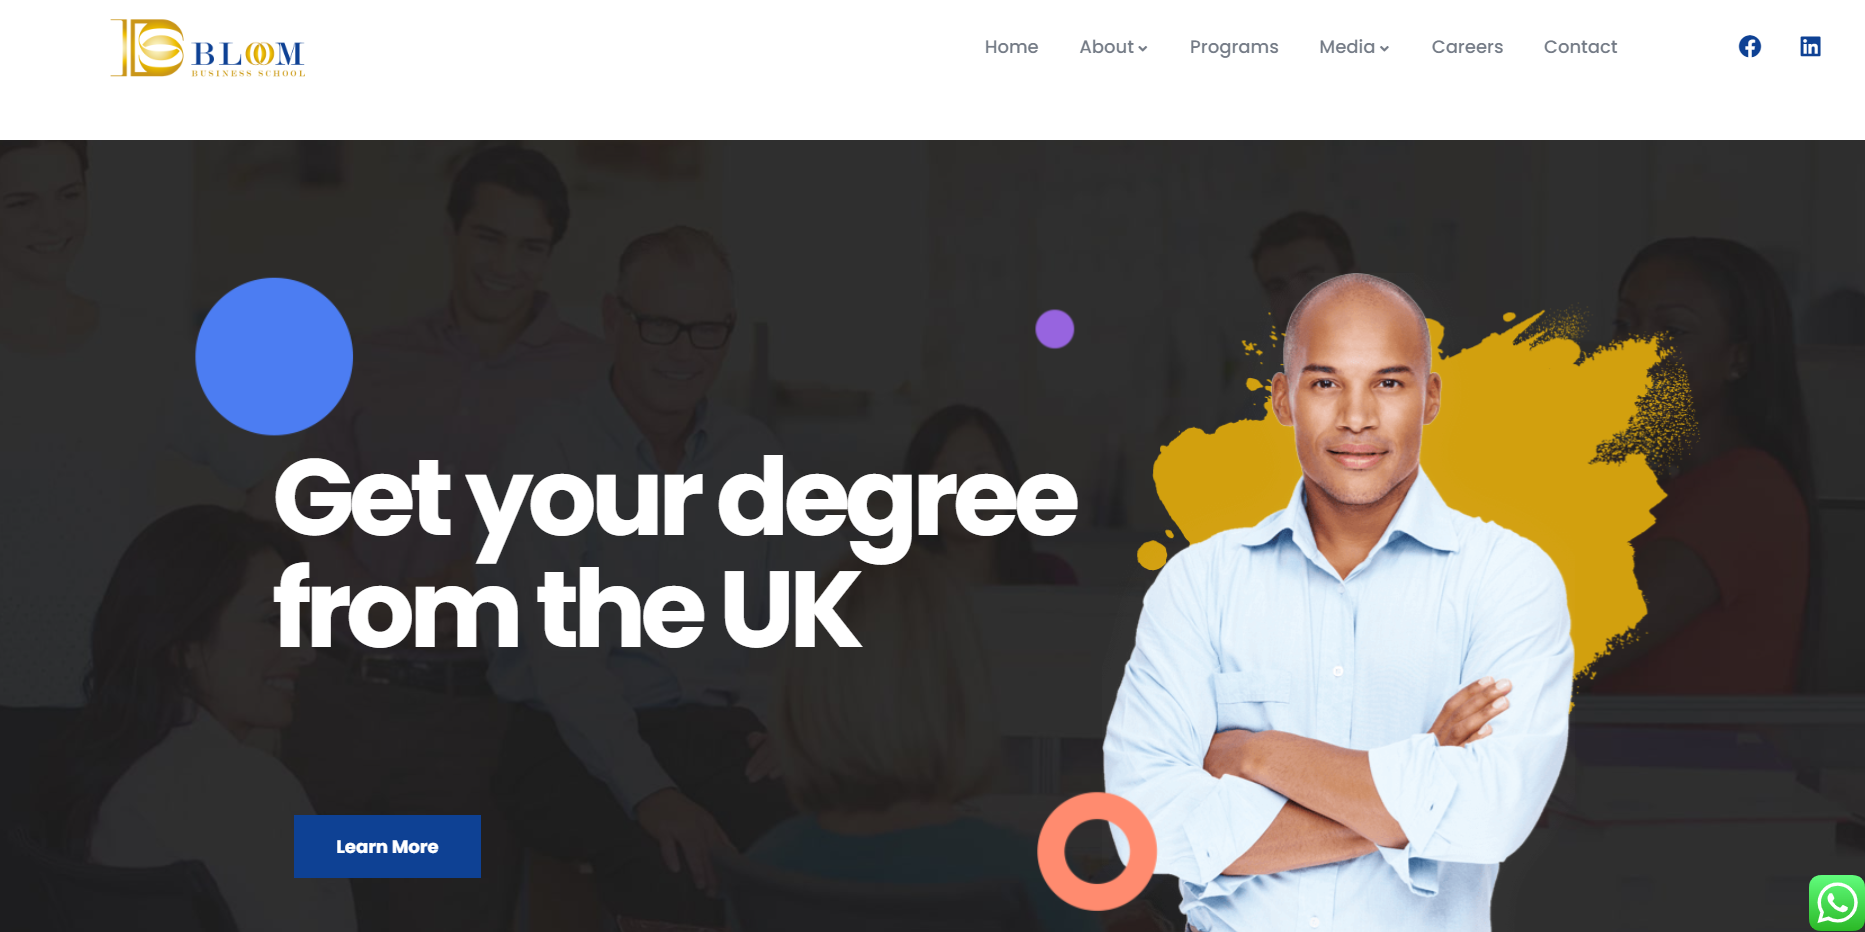 BLOOM
BUSINESS SCHOOL
Home About Programs Media Careers Contact
Get your degree
from the UK
Learn More